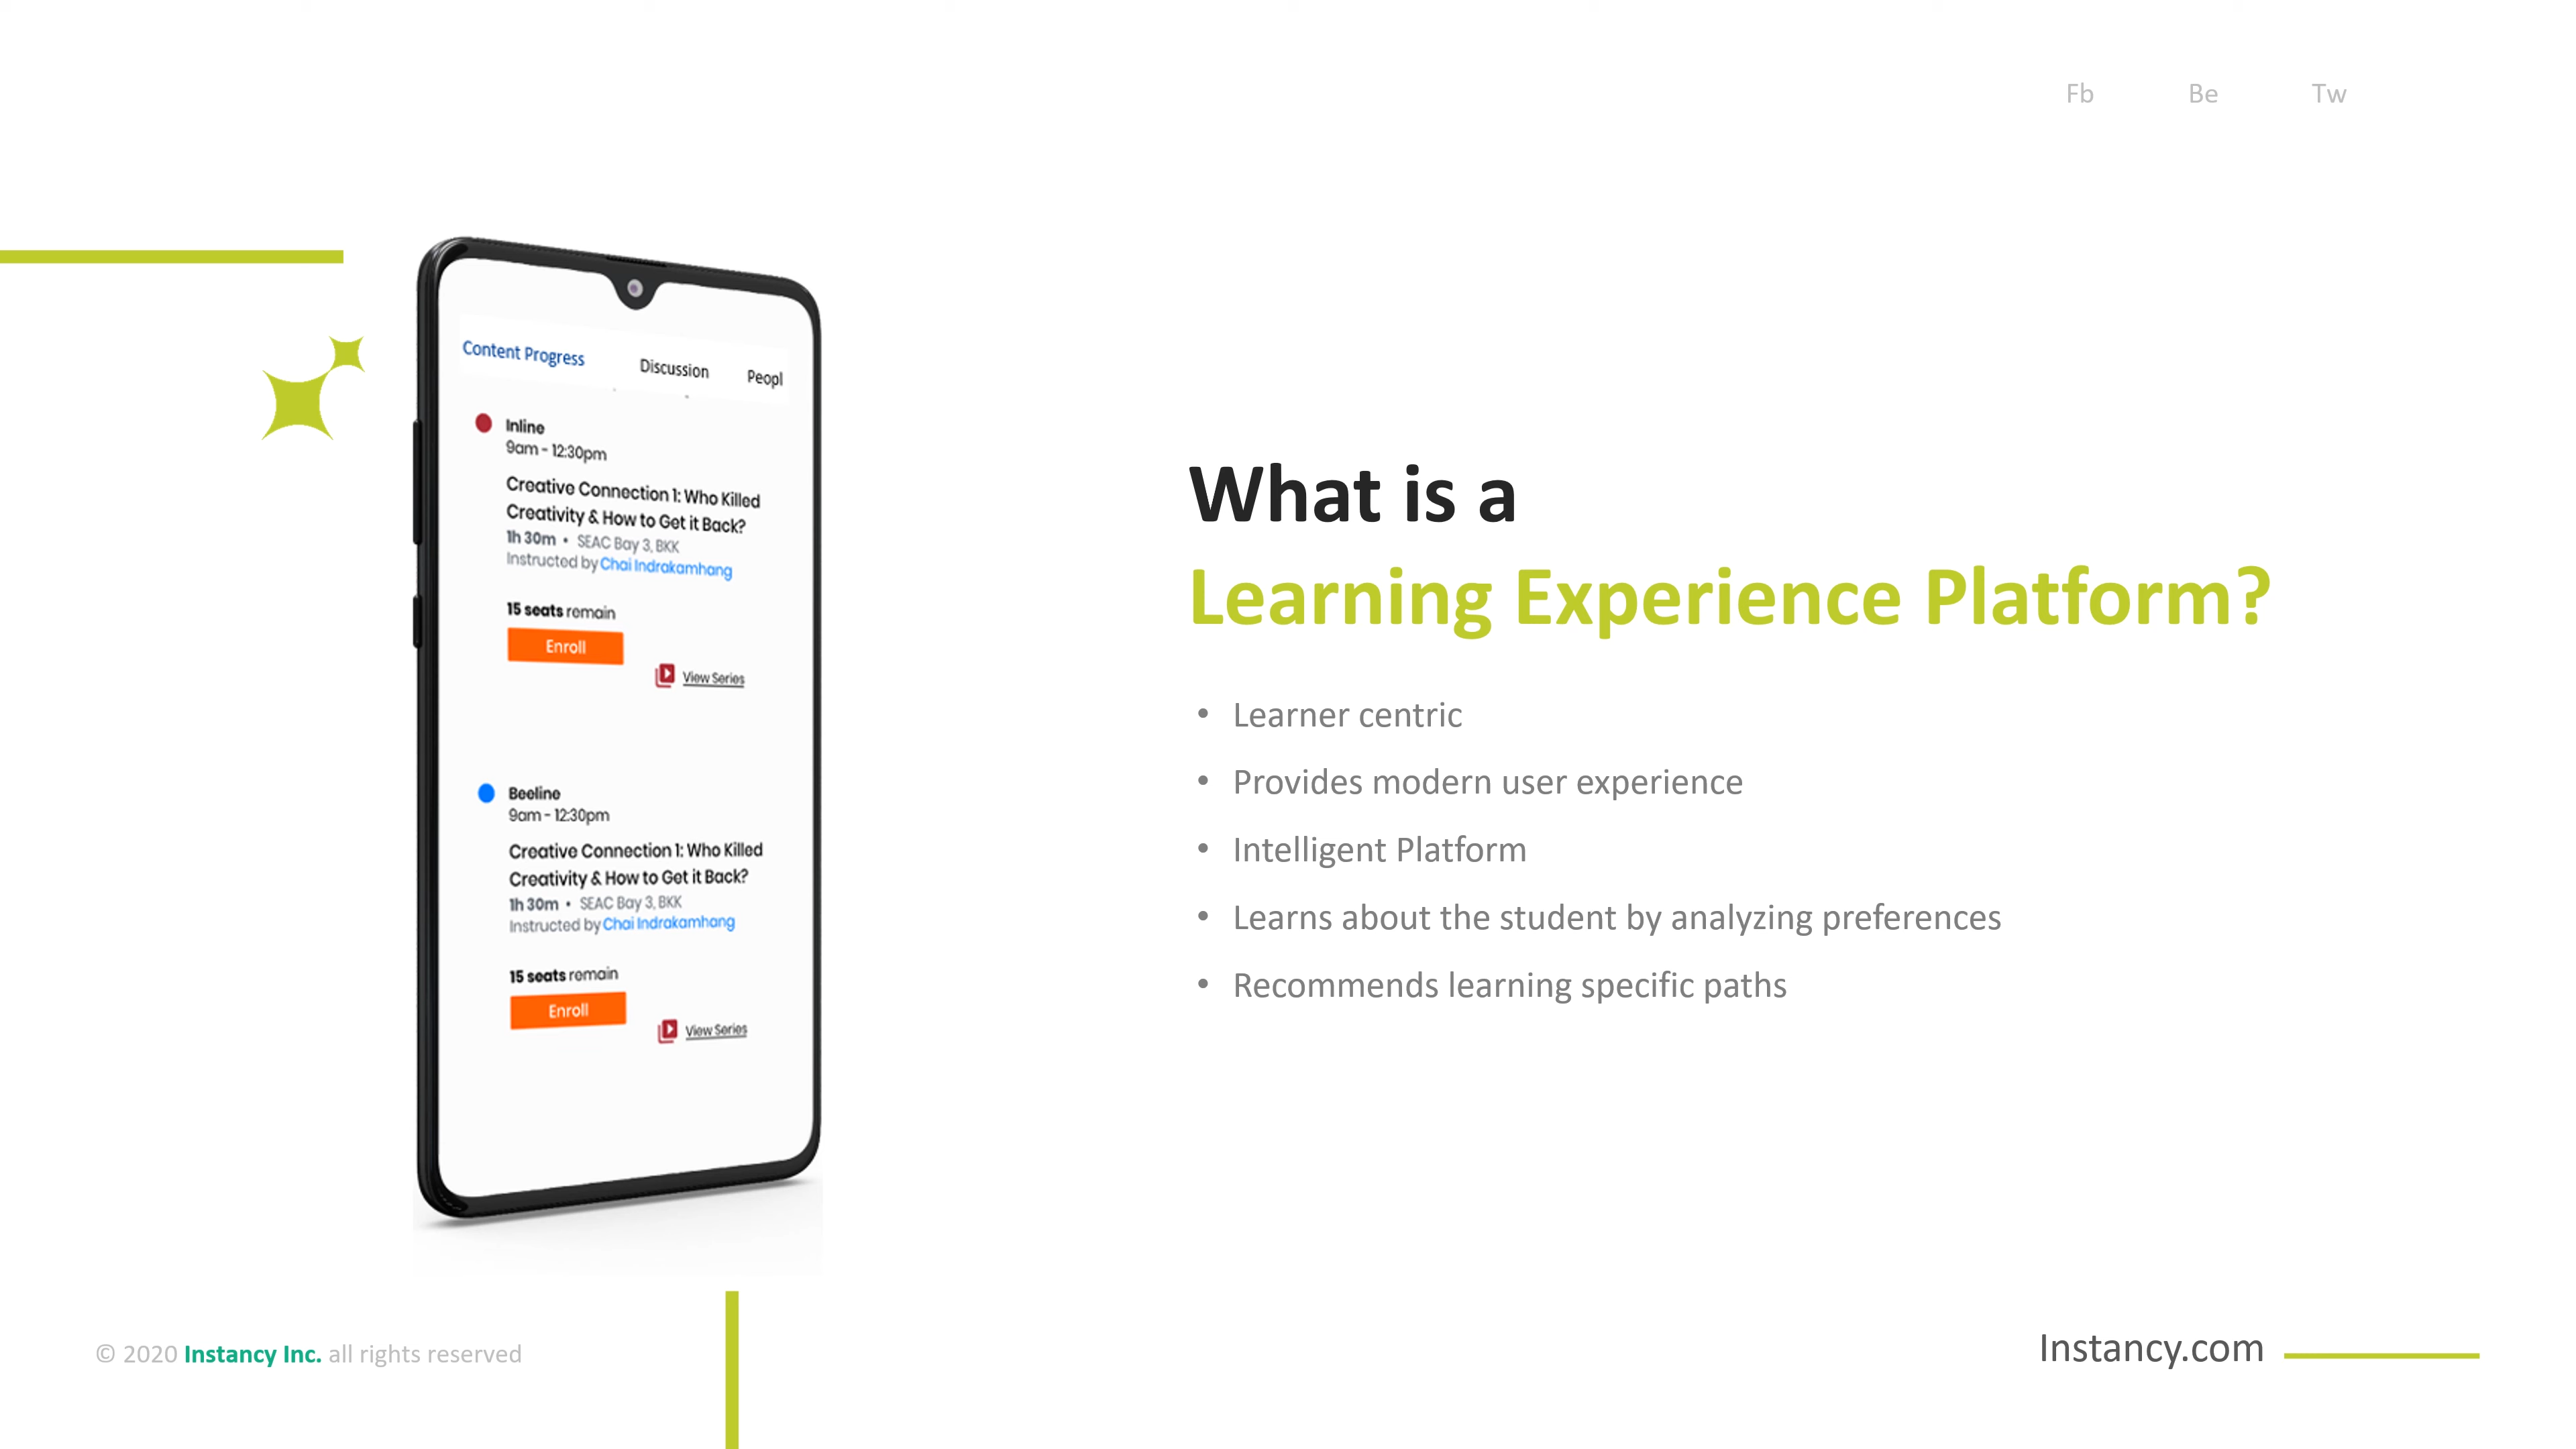 Fb Be Tw
Content Progress Discussion Peopl
Inline
9am - 12:30pm
Creative Connection 1: Who Killed
Creativity & How to Get it Back?
1h 30m • SEAC Bay 3, BKK
Instructed by Chai Indrakamhang
15 seats remain
Enroll
View Series
Beeline
9am - 12:30pm
Creative Connection 1: Who Killed
Creativity & How to Get it Back?
1h 30m • SEAC Bay 3, BKK
Instructed by Chai Indrakamhang
15 seats remain
Enroll
View Series
What is a
Learning Experience Platform?
• Learner centric
• Provides modern user experience
• Intelligent Platform
• Learns about the student by analyzing preferences
• Recommends learning specific paths
© 2020 Instancy Inc. all rights reserved
Instancy.com